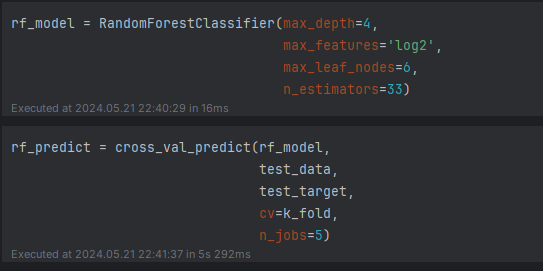 rf_model = RandomForestClassifier(max_depth=4,
max_features='log2',
max_leaf_nodes=6,
n_estimators=33)
Executed at 2024.05.21 22:40:29 in 16ms
rf_predict = cross_val_predict(rf_model,
test_data,
test_target,
cv=k_fold,
n_jobs=5)
Executed at 2024.05.21 22:41:37 in 5s 292ms